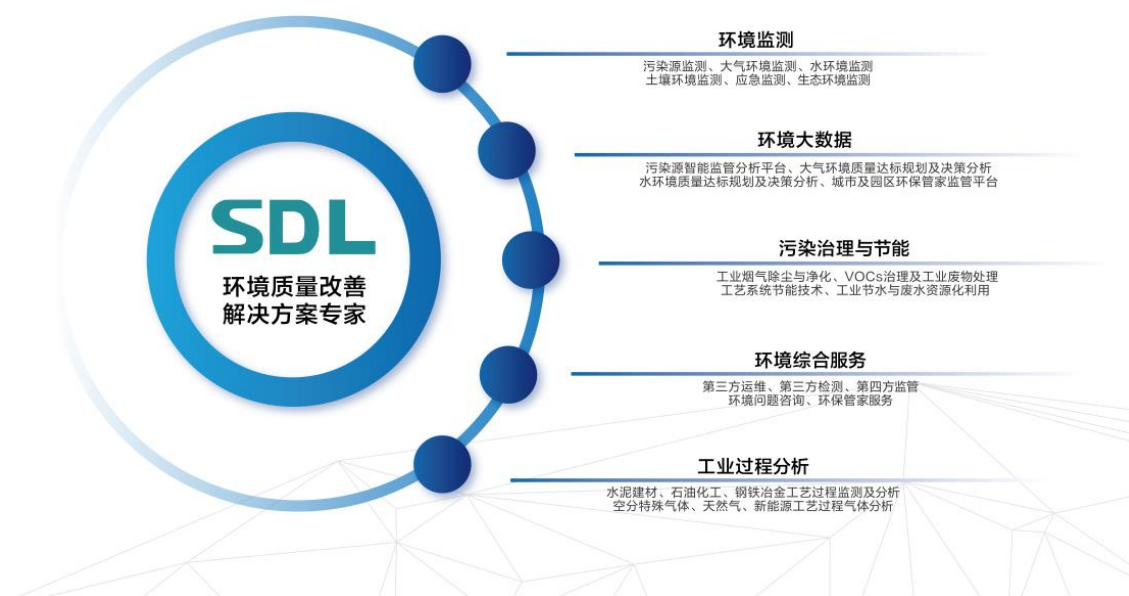 SDL
环境质量改善
解决方案专家
环境监测
污染源监测、大气环境监测、水环境监测
土壤环境监测、应急监测、生态环境监测
环境大数据
污染源智能监管分析平台、大气环境质量达标规划及决策分析
水环境质量达标规划及决策分析、城市及园区环保管家监管平台
污染治理与节能
工业烟气除尘与净化、VOCs治理及工业废物处理
工艺系统节能技术、工业节水与废水资源化利用
环境综合服务
第三方运维、第三方检测、第四方监管
环境问题咨询、环保管家服务
工业过程分析
水泥建材、石油化工、钢铁冶金工艺过程监测及分析
空分特殊气体、天然气、新能源工艺过程气体分析